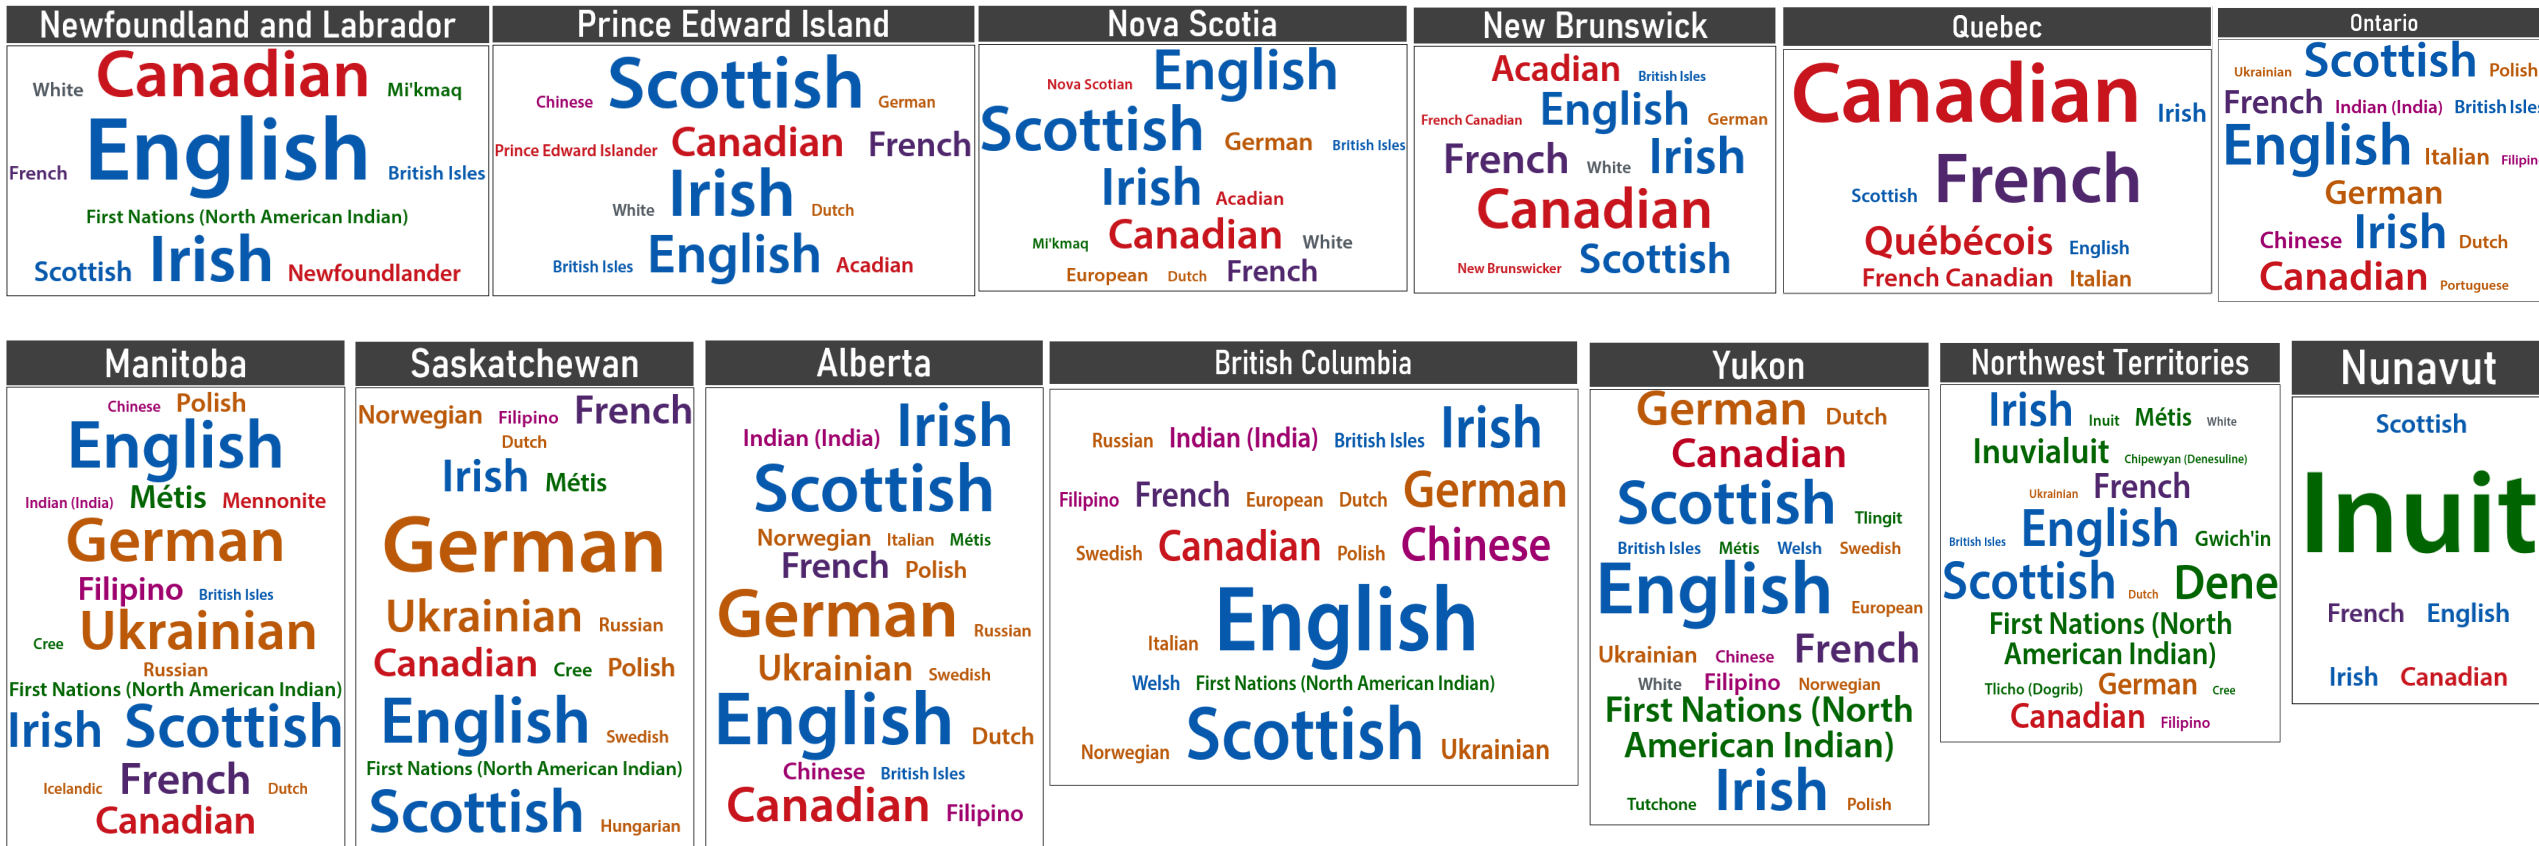 Newfoundland and Labrador
White Canadian Mi'kmaq
French English British Isles
First Nations (North American Indian)
Scottish Irish Newfoundlander
Prince Edward Island
Chinese Scottish German
Prince Edward Islander Canadian French
White Irish Dutch
British Isles English Acadian
Nova Scotia
Nova Scotian English
Scottish German British Isles
Irish Acadian
Mi'kmaq Canadian White
European Dutch French
New Brunswick
Acadian British Isles
French Canadian English German
French White Irish
Canadian
New Brunswicker Scottish
Quebec
Canadian Irish
Scottish French
Québécois English
French Canadian Italian
Ontario
Ukrainian Scottish Polish
French Indian (India) British Isles
English Italian Filipin
German
Chinese Irish Dutch
Canadian Portuguese
Manitoba
Chinese Polish
English
Indian (India) Métis Mennonite
German
Filipino British Isles
Cree Ukrainian
Russian
First Nations (North American Indian)
Irish Scottish
Icelandic French Dutch
Canadian
Saskatchewan
Norwegian Filipino French
Dutch
Irish Métis
German
Ukrainian Russian
Canadian Cree Polish
English Swedish
First Nations (North American Indian)
Scottish Hungarian
Alberta
Indian (India) Irish
Scottish
Norwegian Italian Métis
French Polish
German Russian
Ukrainian Swedish
English Dutch
Chinese British Isles
Canadian Filipino
British Columbia
Russian Indian (India) British Isles Irish
Filipino French European Dutch German
Swedish Canadian Polish Chinese
Italian English
Welsh First Nations (North American Indian)
Norwegian Scottish Ukrainian
Yukon
German Dutch
Canadian
Scottish Tlingit
British Isles Métis Welsh Swedish
English European
Ukrainian Chinese French
White Filipino Norwegian
First Nations (North
American Indian)
Tutchone Irish Polish
Northwest Territories
Irish Inuit Métis White
Inuvialuit Chipewyan (Denesuline)
Ukrainian French
British Isles English Gwich'in
Scottish Dutch Dene
First Nations (North
American Indian)
Tlicho (Dogrib) German Cree
Canadian Filipino
Nunavut
Scottish
Inuit
French English
Irish Canadian